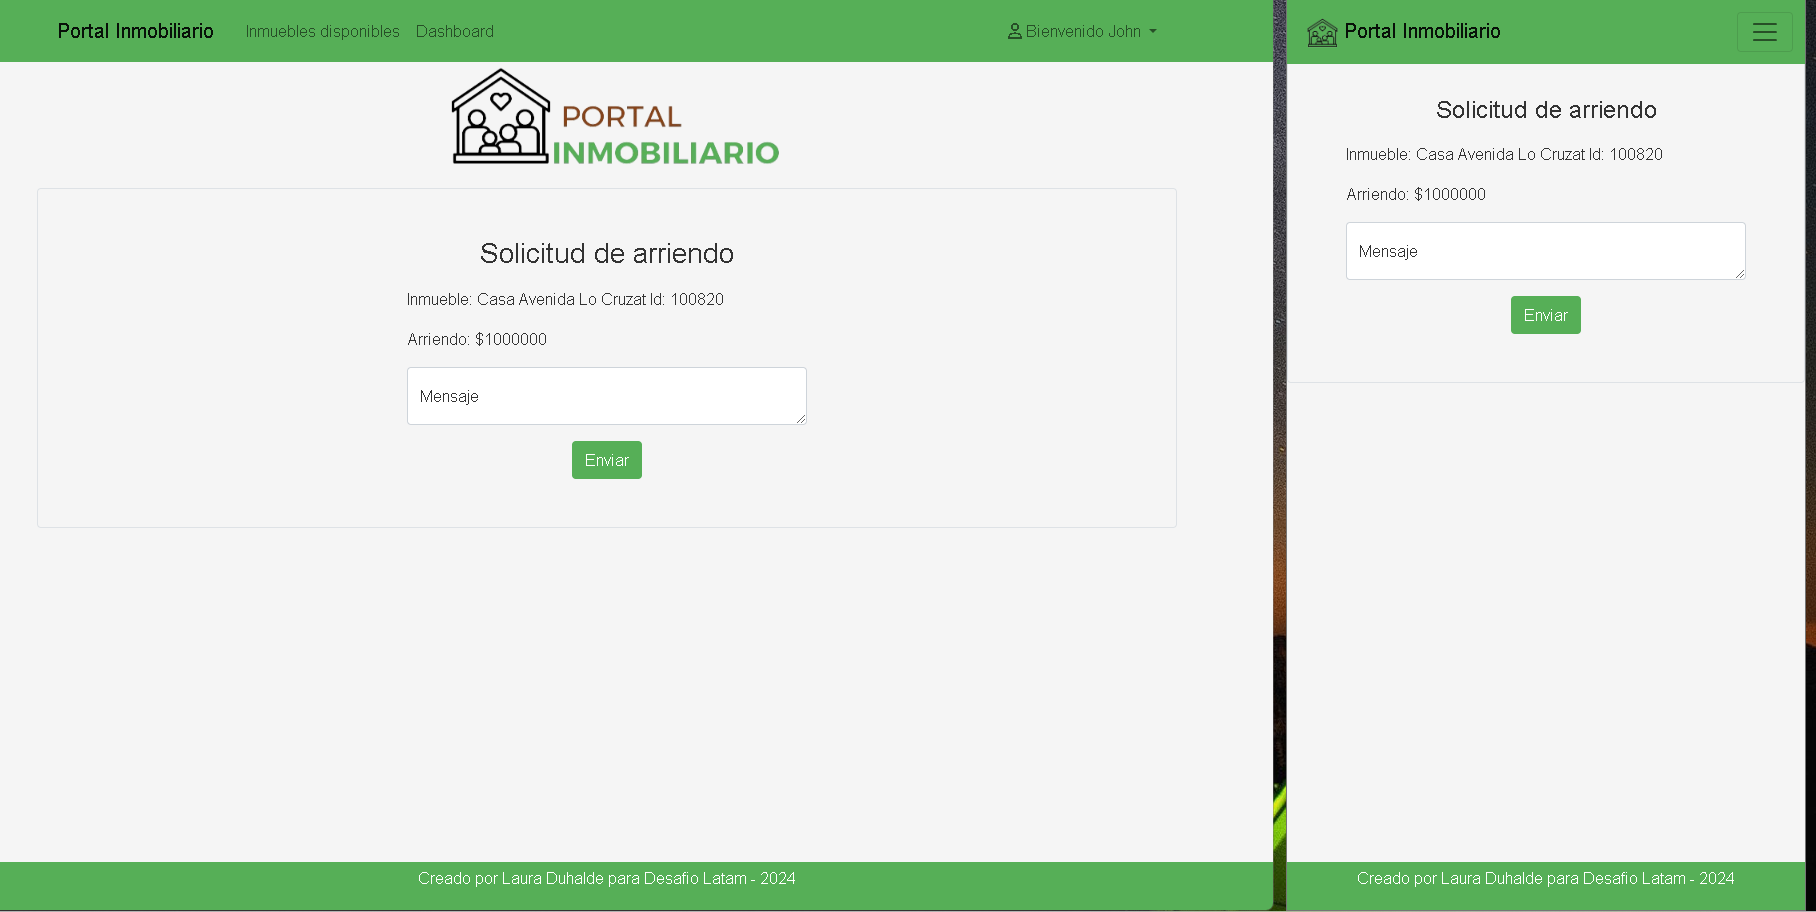 Portal Inmobiliario Inmuebles disponibles Dashboard Bienvenido John
PORTAL
INMOBILIARIO
Solicitud de arriendo
Inmueble: Casa Avenida Lo Cruzat Id: 100820
Arriendo: $1000000
Mensaje
Enviar
Creado por Laura Duhalde para Desafio Latam - 2024
Portal Inmobiliario
Solicitud de arriendo
Inmueble: Casa Avenida Lo Cruzat Id: 100820
Arriendo: $1000000
Mensaje
Enviar
Creado por Laura Duhalde para Desafio Latam - 2024